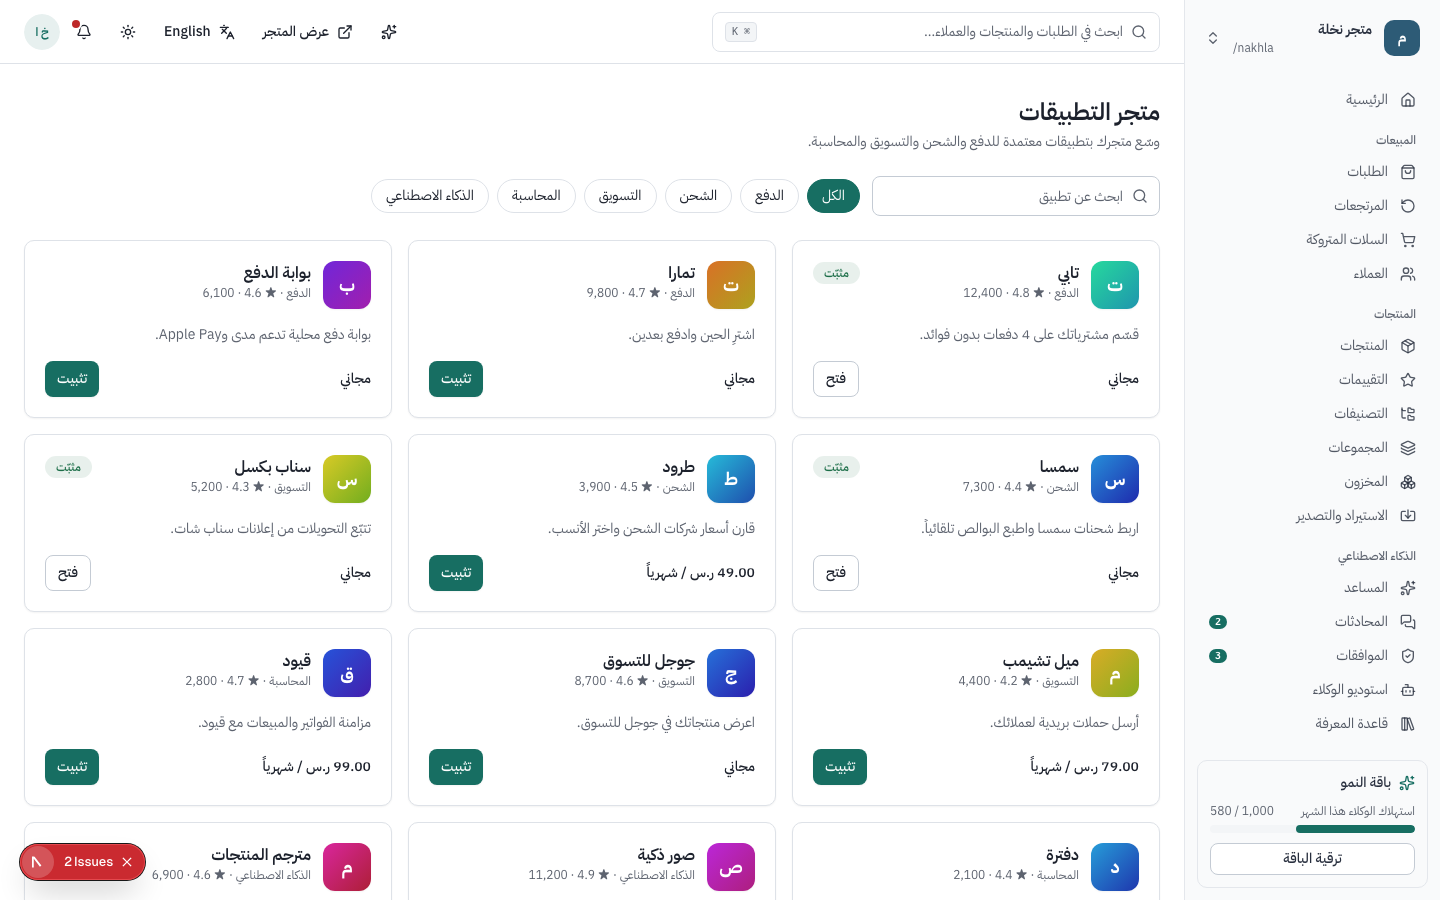 م
متجر نخلة
/nakhla
ابحث في الطلبات والمنتجات والعملاء...
⌘ K
عرض المتجر
English
خ ا
الرئيسية
المبيعات
الطلبات
المرتجعات
السلات المتروكة
العملاء
المنتجات
المنتجات
التقييمات
التصنيفات
المجموعات
المخزون
الاستيراد والتصدير
الذكاء الاصطناعي
المساعد
المحادثات
2
الموافقات
3
استوديو الوكلاء
قاعدة المعرفة
باقة النمو
استهلاك الوكلاء هذا الشهر
580 / 1,000
ترقية الباقة
متجر التطبيقات
وسّع متجرك بتطبيقات معتمدة للدفع والشحن والتسويق والمحاسبة.
ابحث عن تطبيق
الكل
الدفع
الشحن
التسويق
المحاسبة
الذكاء الاصطناعي
ت
تابي
مثبّت
الدفع · ★ 4.8 · 12,400
قسّم مشترياتك على 4 دفعات بدون فوائد.
مجاني
فتح
ت
تمارا
الدفع · ★ 4.7 · 9,800
اشترِ الحين وادفع بعدين.
مجاني
تثبيت
ب
بوابة الدفع
الدفع · ★ 4.6 · 6,100
بوابة دفع محلية تدعم مدى وApple Pay.
مجاني
تثبيت
س
سمسا
مثبّت
الشحن · ★ 4.4 · 7,300
اربط شحنات سمسا واطبع البوالص تلقائياً.
مجاني
فتح
ط
طرود
الشحن · ★ 4.5 · 3,900
قارن أسعار شركات الشحن واختر الأنسب.
49.00 ر.س / شهرياً
تثبيت
س
سناب بكسل
مثبّت
التسويق · ★ 4.3 · 5,200
تتبّع التحويلات من إعلانات سناب شات.
مجاني
فتح
م
ميل تشيمب
التسويق · ★ 4.2 · 4,400
أرسل حملات بريدية لعملائك.
79.00 ر.س / شهرياً
تثبيت
ج
جوجل للتسوق
التسويق · ★ 4.6 · 8,700
اعرض منتجاتك في جوجل للتسوق.
مجاني
تثبيت
ق
قيود
المحاسبة · ★ 4.7 · 2,800
مزامنة الفواتير والمبيعات مع قيود.
99.00 ر.س / شهرياً
تثبيت
د
دفترة
المحاسبة · ★ 4.4 · 2,100
ص
صور ذكية
الذكاء الاصطناعي · ★ 4.9 · 11,200
م
مترجم المنتجات
الذكاء الاصطناعي · ★ 4.6 · 6,900
2 Issues